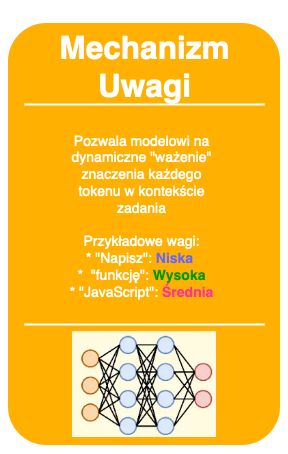 Mechanizm
Uwagi
Pozwala modelowi na
dynamiczne "ważenie"
znaczenia każdego
tokenu w kontekście
zadania
Przykładowe wagi:
* "Napisz": Niska
* "funkcję": Wysoka
* "JavaScript": Średnia